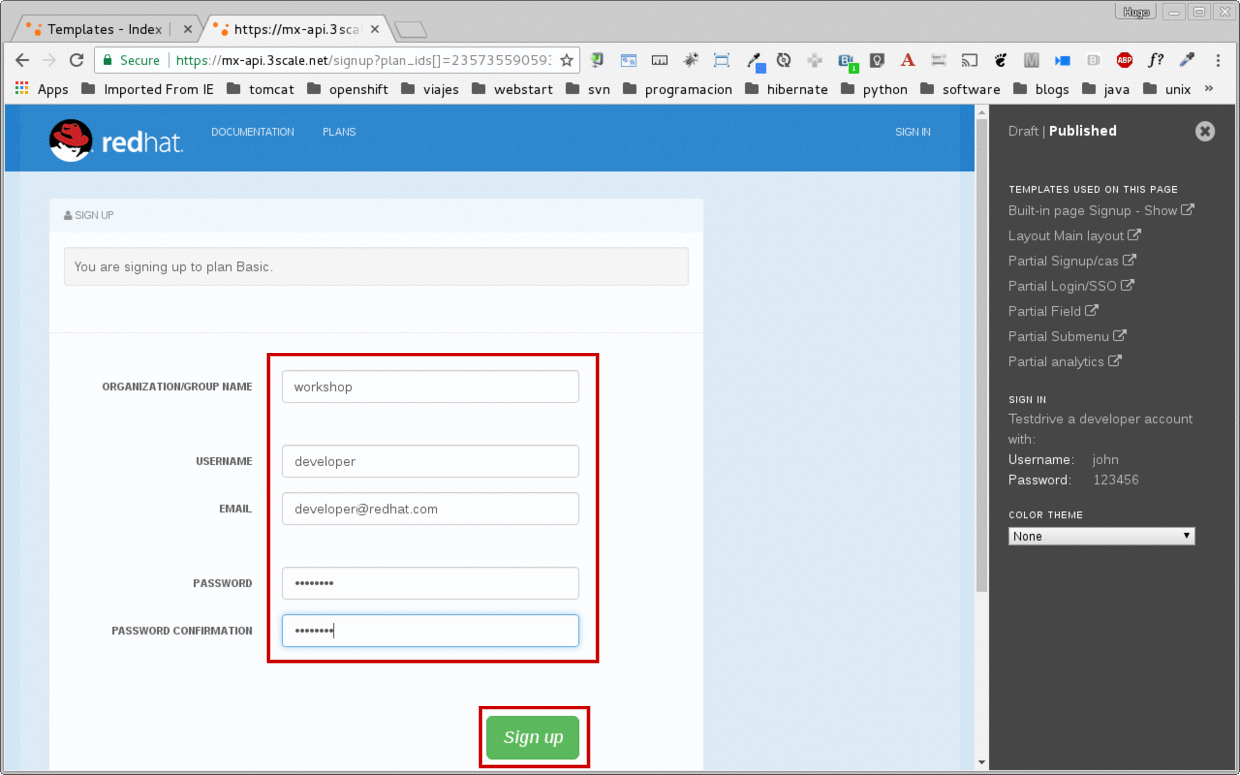 Hugo
Templates - Index
https://mx-api.3scal
Secure https://mx-api.3scale.net/signup?plan_ids[]=235735590593
Apps Imported From IE tomcat openshift viajes webstart svn programacion hibernate python software blogs java unix »
redhat. DOCUMENTATION PLANS SIGN IN
SIGN UP
You are signing up to plan Basic.
ORGANIZATION/GROUP NAME workshop
USERNAME developer
EMAIL developer@redhat.com
PASSWORD ••••••••
PASSWORD CONFIRMATION ••••••••
Sign up
Draft | Published
TEMPLATES USED ON THIS PAGE
Built-in page Signup - Show
Layout Main layout
Partial Signup/cas
Partial Login/SSO
Partial Field
Partial Submenu
Partial analytics
SIGN IN
Testdrive a developer account
with:
Username: john
Password: 123456
COLOR THEME
None